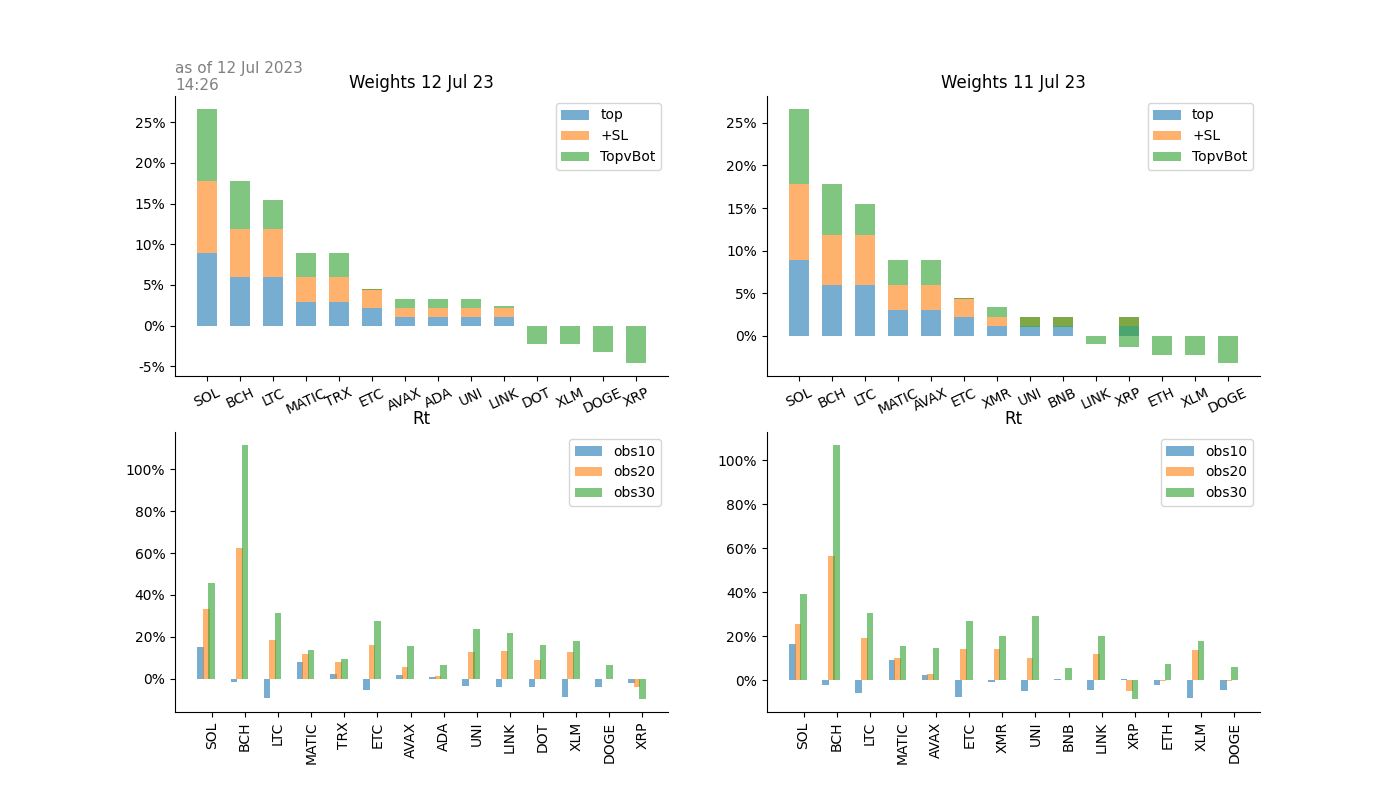 as of 12 Jul 2023
14:26
Weights 12 Jul 23
25%
20%
15%
10%
5%
0%
-5%
top
+SL
TopvBot
SOL BCH LTC MATIC TRX ETC AVAX ADA UNI LINK DOT XLM DOGE XRP
Weights 11 Jul 23
25%
20%
15%
10%
5%
0%
top
+SL
TopvBot
SOL BCH LTC MATIC AVAX ETC XMR UNI BNB LINK XRP ETH XLM DOGE
Rt
100%
80%
60%
40%
20%
0%
obs10
obs20
obs30
SOL BCH LTC MATIC TRX ETC AVAX ADA UNI LINK DOT XLM DOGE XRP
Rt
100%
80%
60%
40%
20%
0%
obs10
obs20
obs30
SOL BCH LTC MATIC AVAX ETC XMR UNI BNB LINK XRP ETH XLM DOGE